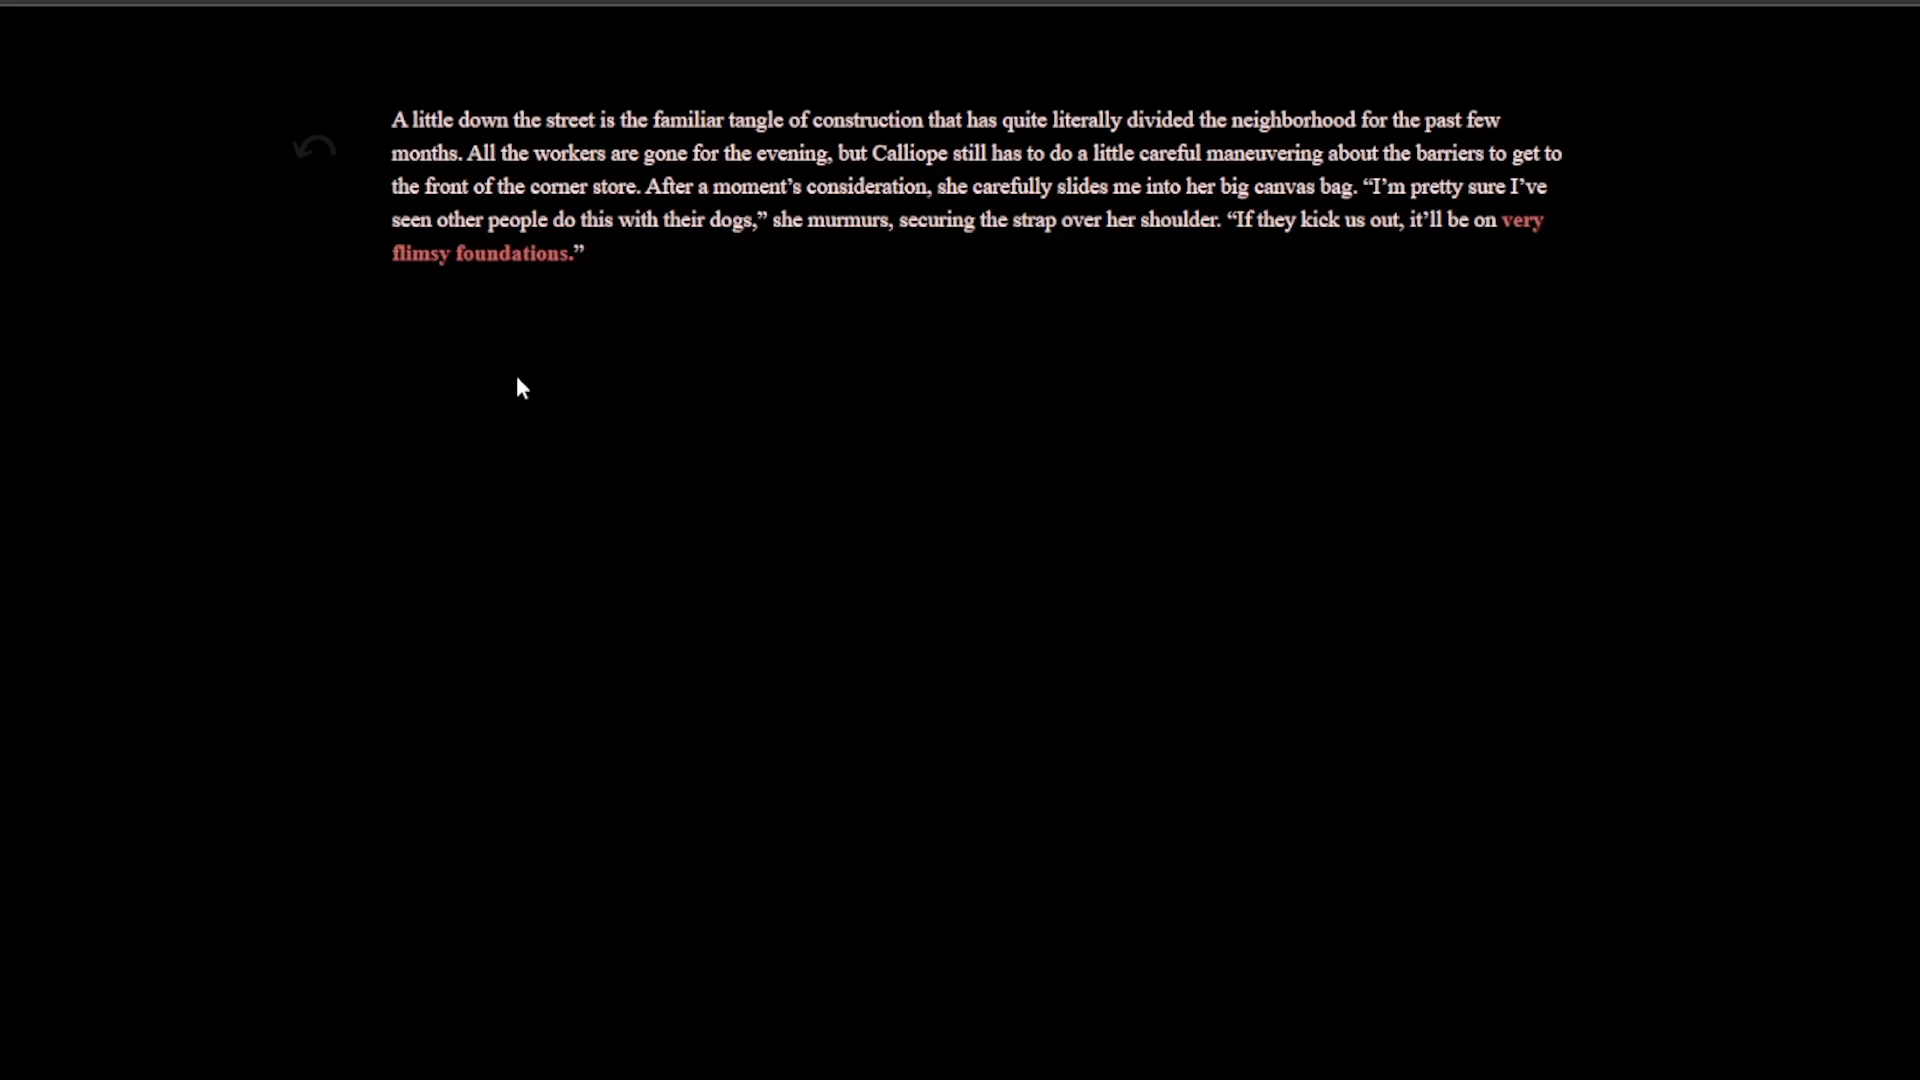 A little down the street is the familiar tangle of construction that has quite literally divided the neighborhood for the past few
months. All the workers are gone for the evening, but Calliope still has to do a little careful maneuvering about the barriers to get to
the front of the corner store. After a moment’s consideration, she carefully slides me into her big canvas bag. “I’m pretty sure I’ve
seen other people do this with their dogs,” she murmurs, securing the strap over her shoulder. “If they kick us out, it’ll be on very
flimsy foundations.”